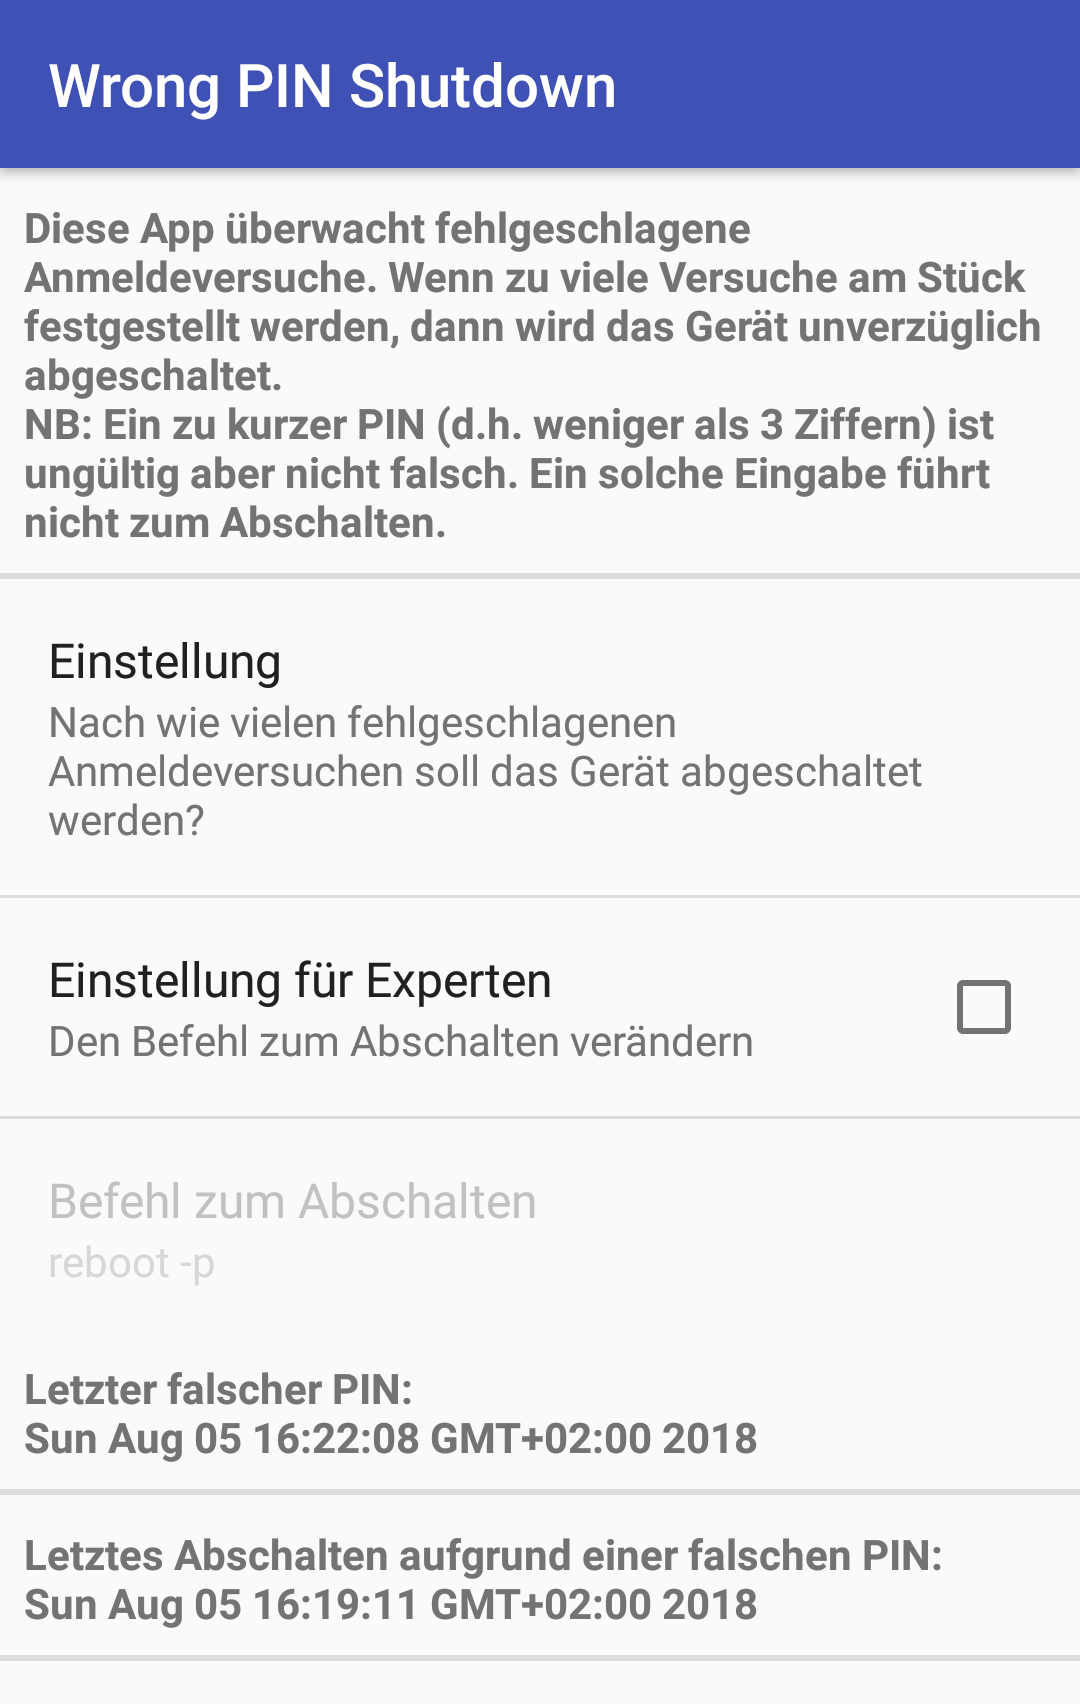 Wrong PIN Shutdown
Diese App überwacht fehlgeschlagene
Anmeldeversuche. Wenn zu viele Versuche am Stück
festgestellt werden, dann wird das Gerät unverzüglich
abgeschaltet.
NB: Ein zu kurzer PIN (d.h. weniger als 3 Ziffern) ist
ungültig aber nicht falsch. Ein solche Eingabe führt
nicht zum Abschalten.
Einstellung
Nach wie vielen fehlgeschlagenen
Anmeldeversuchen soll das Gerät abgeschaltet
werden?
Einstellung für Experten
Den Befehl zum Abschalten verändern
Befehl zum Abschalten
reboot -p
Letzter falscher PIN:
Sun Aug 05 16:22:08 GMT+02:00 2018
Letztes Abschalten aufgrund einer falschen PIN:
Sun Aug 05 16:19:11 GMT+02:00 2018